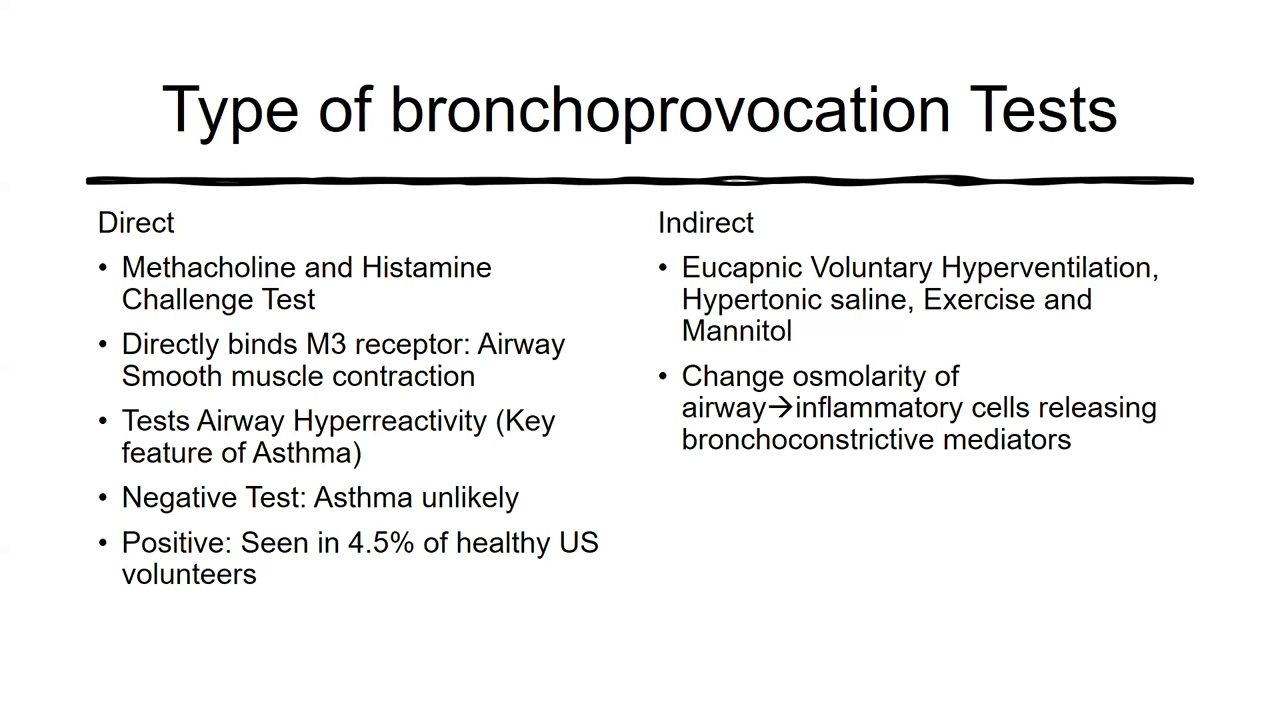 Type of bronchoprovocation Tests
Direct
• Methacholine and Histamine
Challenge Test
• Directly binds M3 receptor: Airway
Smooth muscle contraction
• Tests Airway Hyperreactivity (Key
feature of Asthma)
• Negative Test: Asthma unlikely
• Positive: Seen in 4.5% of healthy US
volunteers
Indirect
• Eucapnic Voluntary Hyperventilation,
Hypertonic saline, Exercise and
Mannitol
• Change osmolarity of
airway→inflammatory cells releasing
bronchoconstrictive mediators